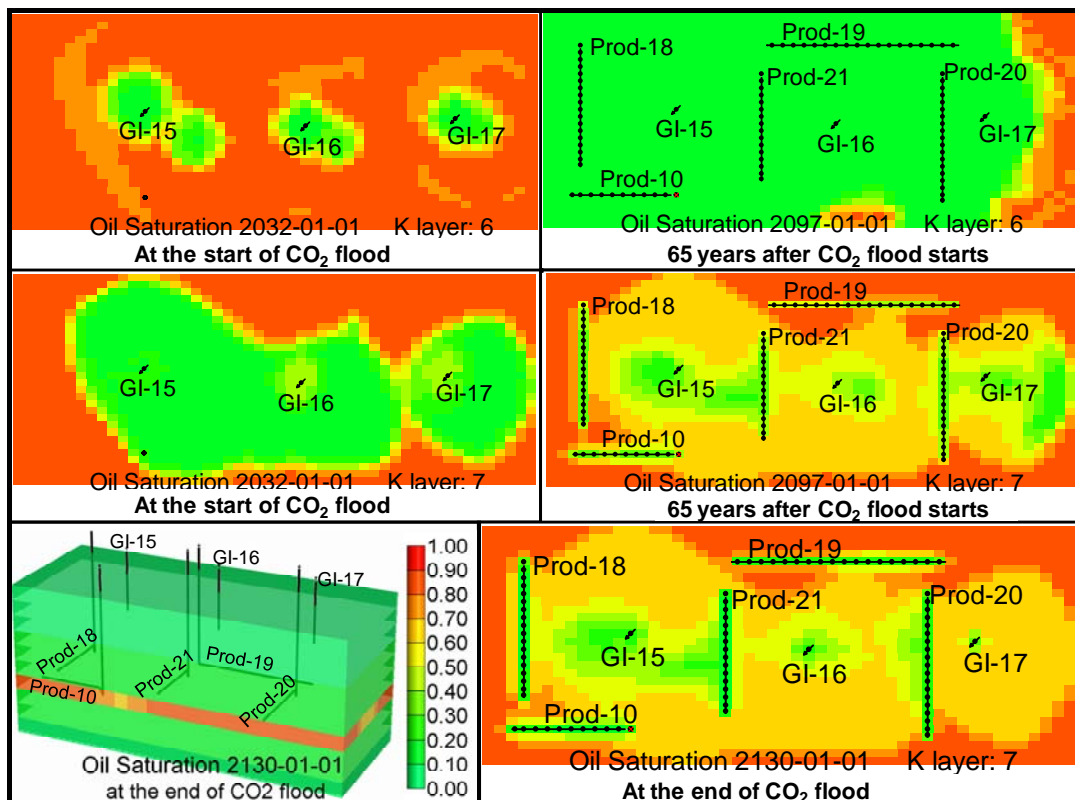 GI-15
GI-16
GI-17
Oil Saturation 2032-01-01 K layer: 6
At the start of CO₂ flood
Prod-18
Prod-19
Prod-21
Prod-20
GI-15
GI-16
GI-17
Prod-10
Oil Saturation 2097-01-01 K layer: 6
65 years after CO₂ flood starts
GI-15
GI-16
GI-17
Oil Saturation 2032-01-01 K layer: 7
At the start of CO₂ flood
Prod-18
Prod-19
Prod-21
Prod-20
GI-15
GI-16
GI-17
Prod-10
Oil Saturation 2097-01-01 K layer: 7
65 years after CO₂ flood starts
GI-15
GI-16
GI-17
Prod-18
Prod-21
Prod-19
Prod-10
Prod-20
1.00
0.90
0.80
0.70
0.60
0.50
0.40
0.30
0.20
0.10
0.00
Oil Saturation 2130-01-01
at the end of CO2 flood
Prod-18
Prod-19
Prod-21
Prod-20
GI-15
GI-16
GI-17
Prod-10
Oil Saturation 2130-01-01 K layer: 7
At the end of CO₂ flood